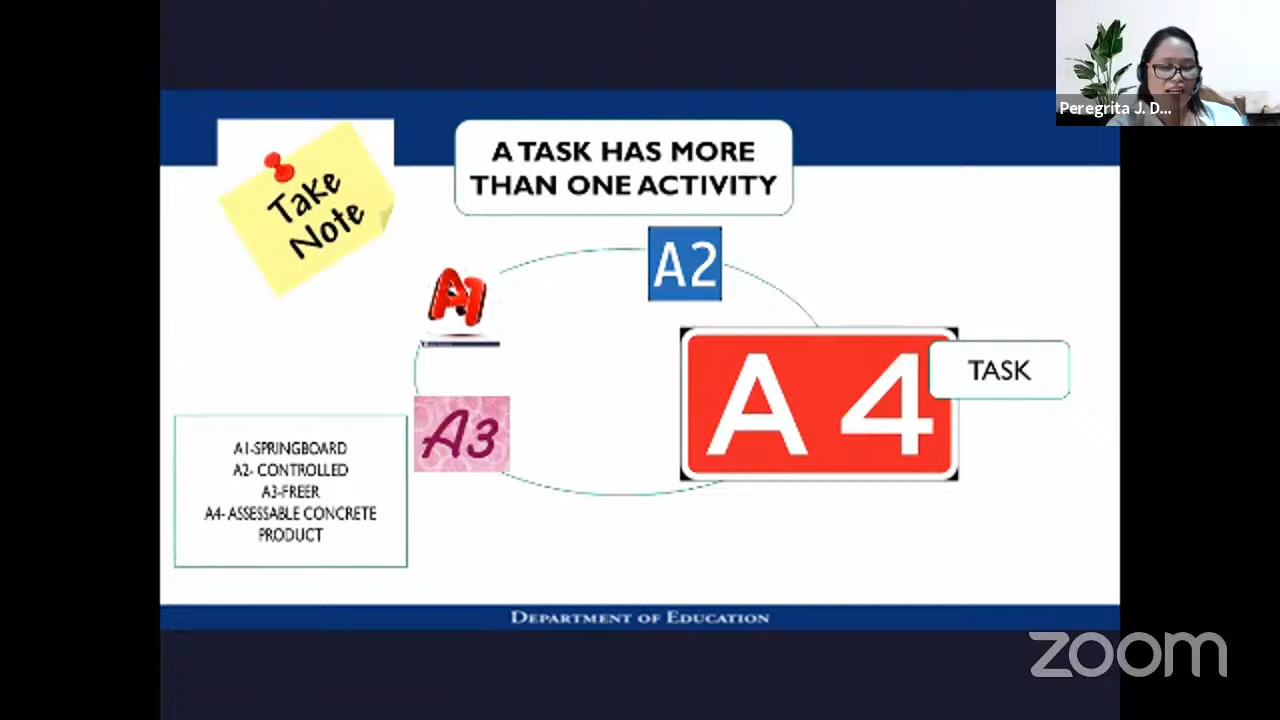 Peregrita J. D...
Take
Note
A TASK HAS MORE
THAN ONE ACTIVITY
A1
A2
A3
A 4
TASK
A1-SPRINGBOARD
A2- CONTROLLED
A3-FREER
A4- ASSESSABLE CONCRETE
PRODUCT
DEPARTMENT OF EDUCATION
zoom